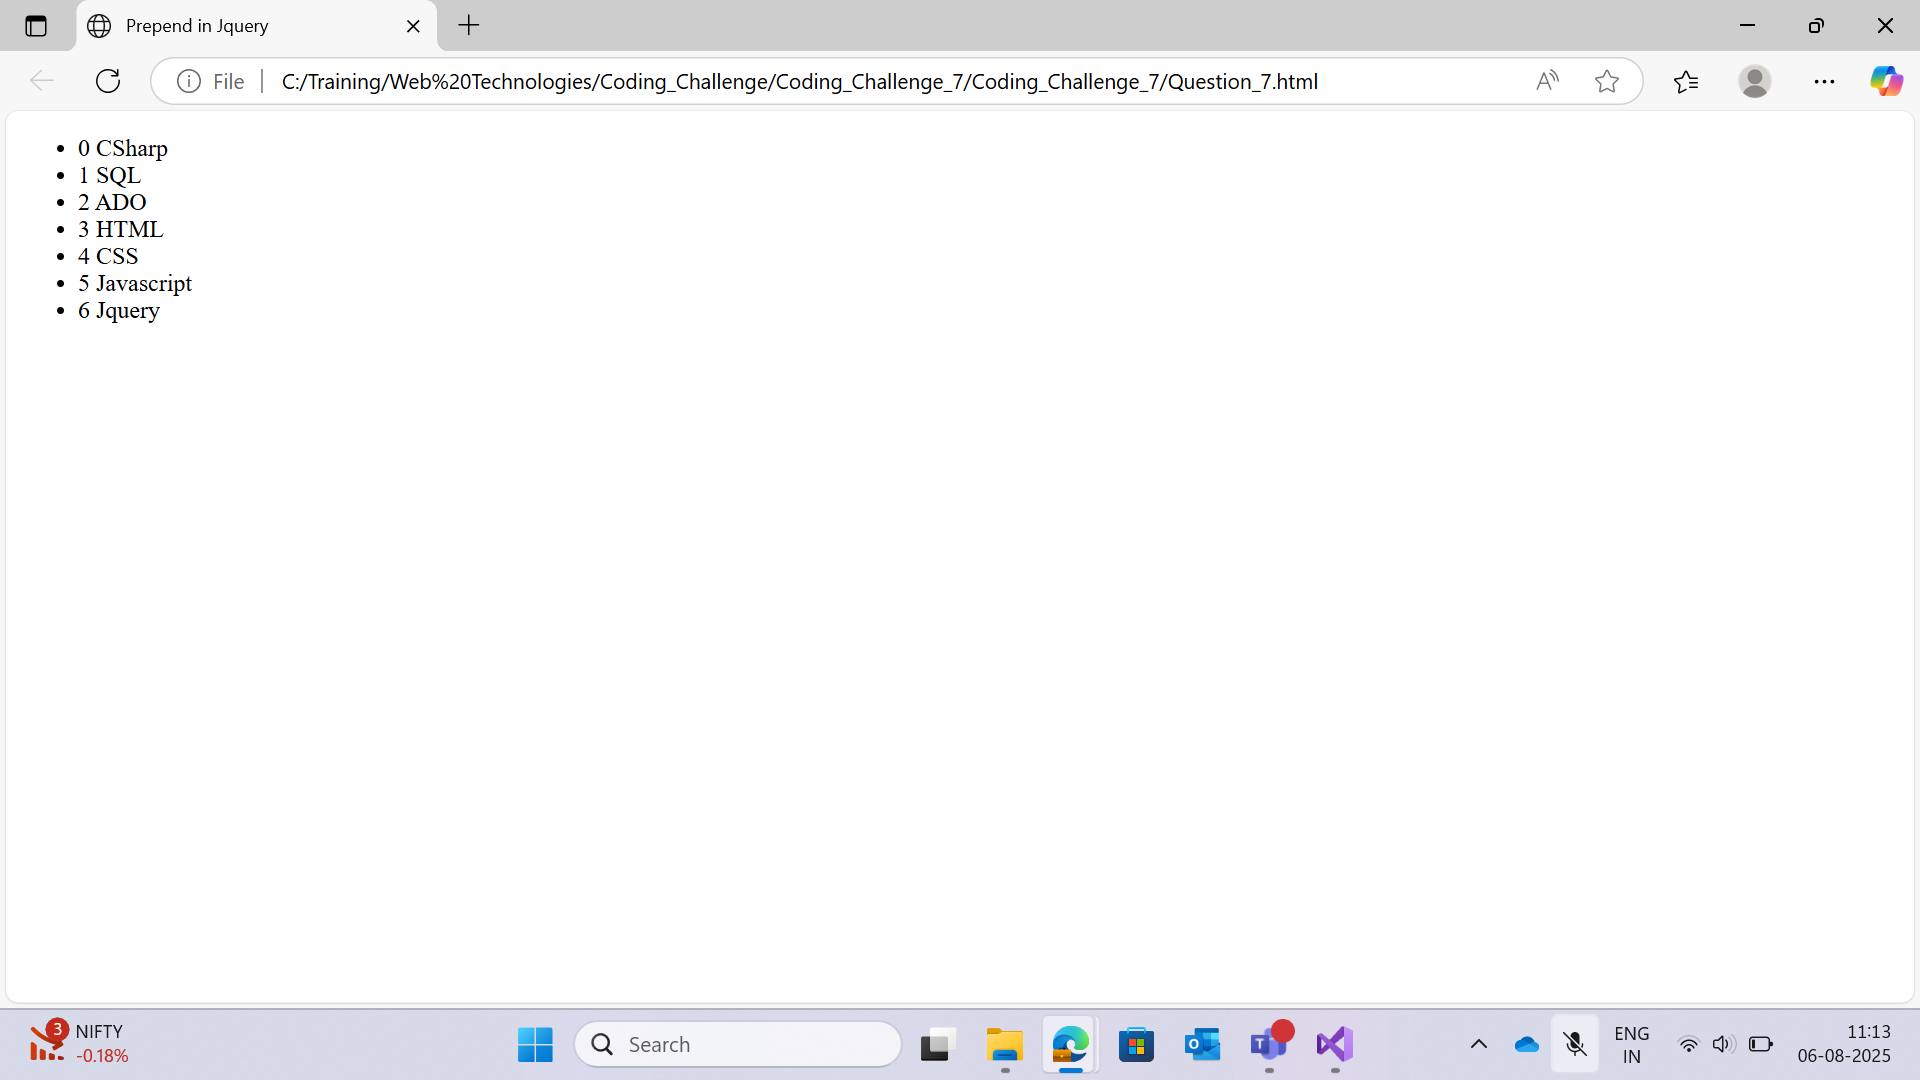 Prepend in Jquery
File
C:/Training/Web%20Technologies/Coding_Challenge/Coding_Challenge_7/Coding_Challenge_7/Question_7.html
• 0 CSharp
• 1 SQL
• 2 ADO
• 3 HTML
• 4 CSS
• 5 Javascript
• 6 Jquery
3
NIFTY
-0.18%
Search
ENG
IN
11:13
06-08-2025